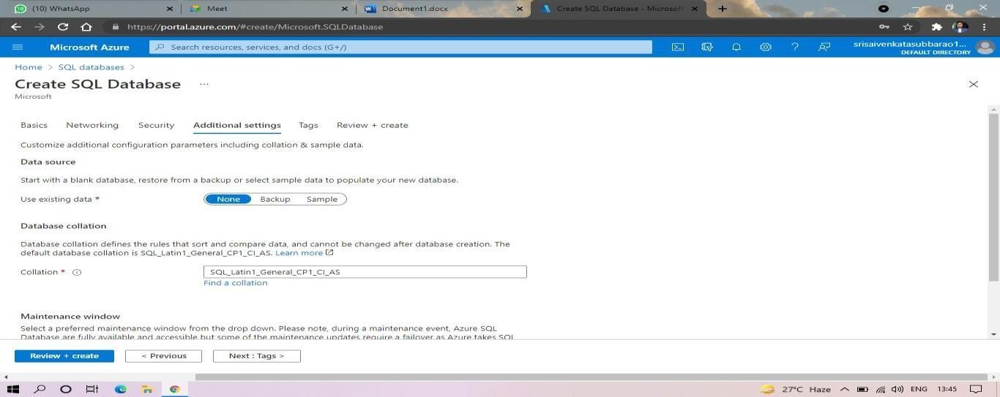 (10) WhatsApp
Meet
Document1.docx
Create SQL Database - Microsoft
https://portal.azure.com/#create/Microsoft.SQLDatabase
Microsoft Azure
Search resources, services, and docs (G+/)
srisaivenkatasubbarao1...
DEFAULT DIRECTORY
Home > SQL databases >
Create SQL Database ...
Microsoft
Basics Networking Security Additional settings Tags Review + create
Customize additional configuration parameters including collation & sample data.
Data source
Start with a blank database, restore from a backup or select sample data to populate your new database.
Use existing data * None Backup Sample
Database collation
Database collation defines the rules that sort and compare data, and cannot be changed after database creation. The
default database collation is SQL_Latin1_General_CP1_CI_AS. Learn more
Collation * SQL_Latin1_General_CP1_CI_AS
Find a collation
Maintenance window
Select a preferred maintenance window from the drop down. Please note, during a maintenance event, Azure SQL
Database are fully available and accessible but some of the maintenance updates require a failover as Azure takes SQL
Review + create < Previous Next : Tags >
27°C Haze ENG 13:45